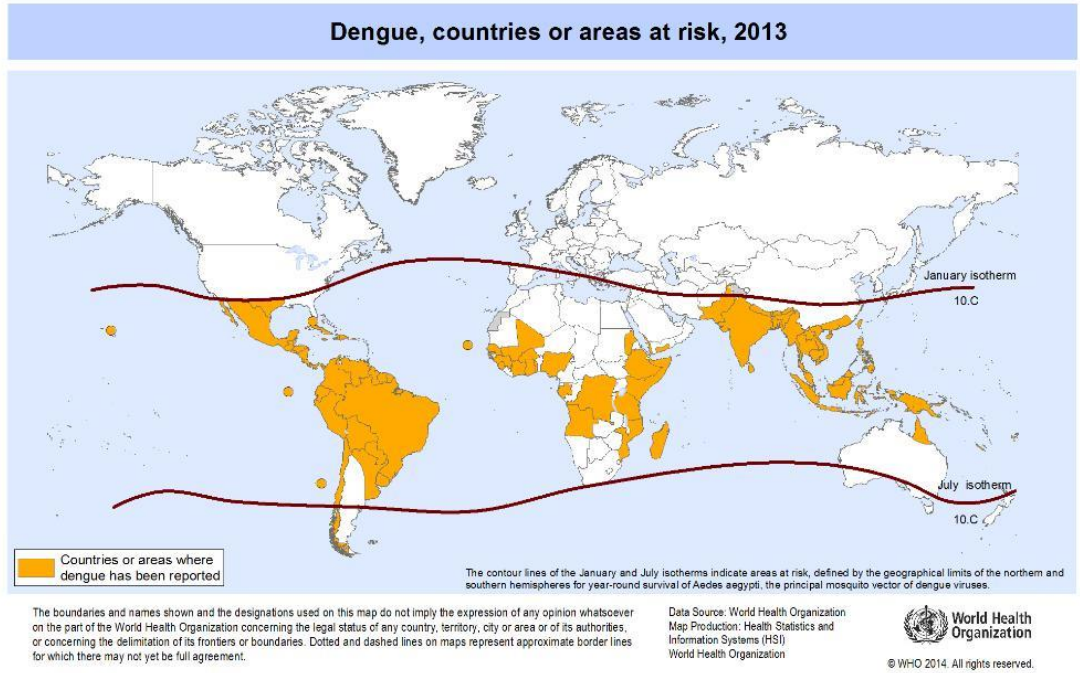 Dengue, countries or areas at risk, 2013
January isotherm
10.C
July isotherm
10.C
Countries or areas where
dengue has been reported
The contour lines of the January and July isotherms indicate areas at risk, defined by the geographical limits of the northern and
southern hemispheres for year-round survival of Aedes aegypti, the principal mosquito vector of dengue viruses.
The boundaries and names shown and the designations used on this map do not imply the expression of any opinion whatsoever
on the part of the World Health Organization concerning the legal status of any country, territory, city or area or of its authorities,
or concerning the delimitation of its frontiers or boundaries. Dotted and dashed lines on maps represent approximate border lines
for which there may not yet be full agreement.
Data Source: World Health Organization
Map Production: Health Statistics and
Information Systems (HSI)
World Health Organization
World Health
Organization
© WHO 2014. All rights reserved.